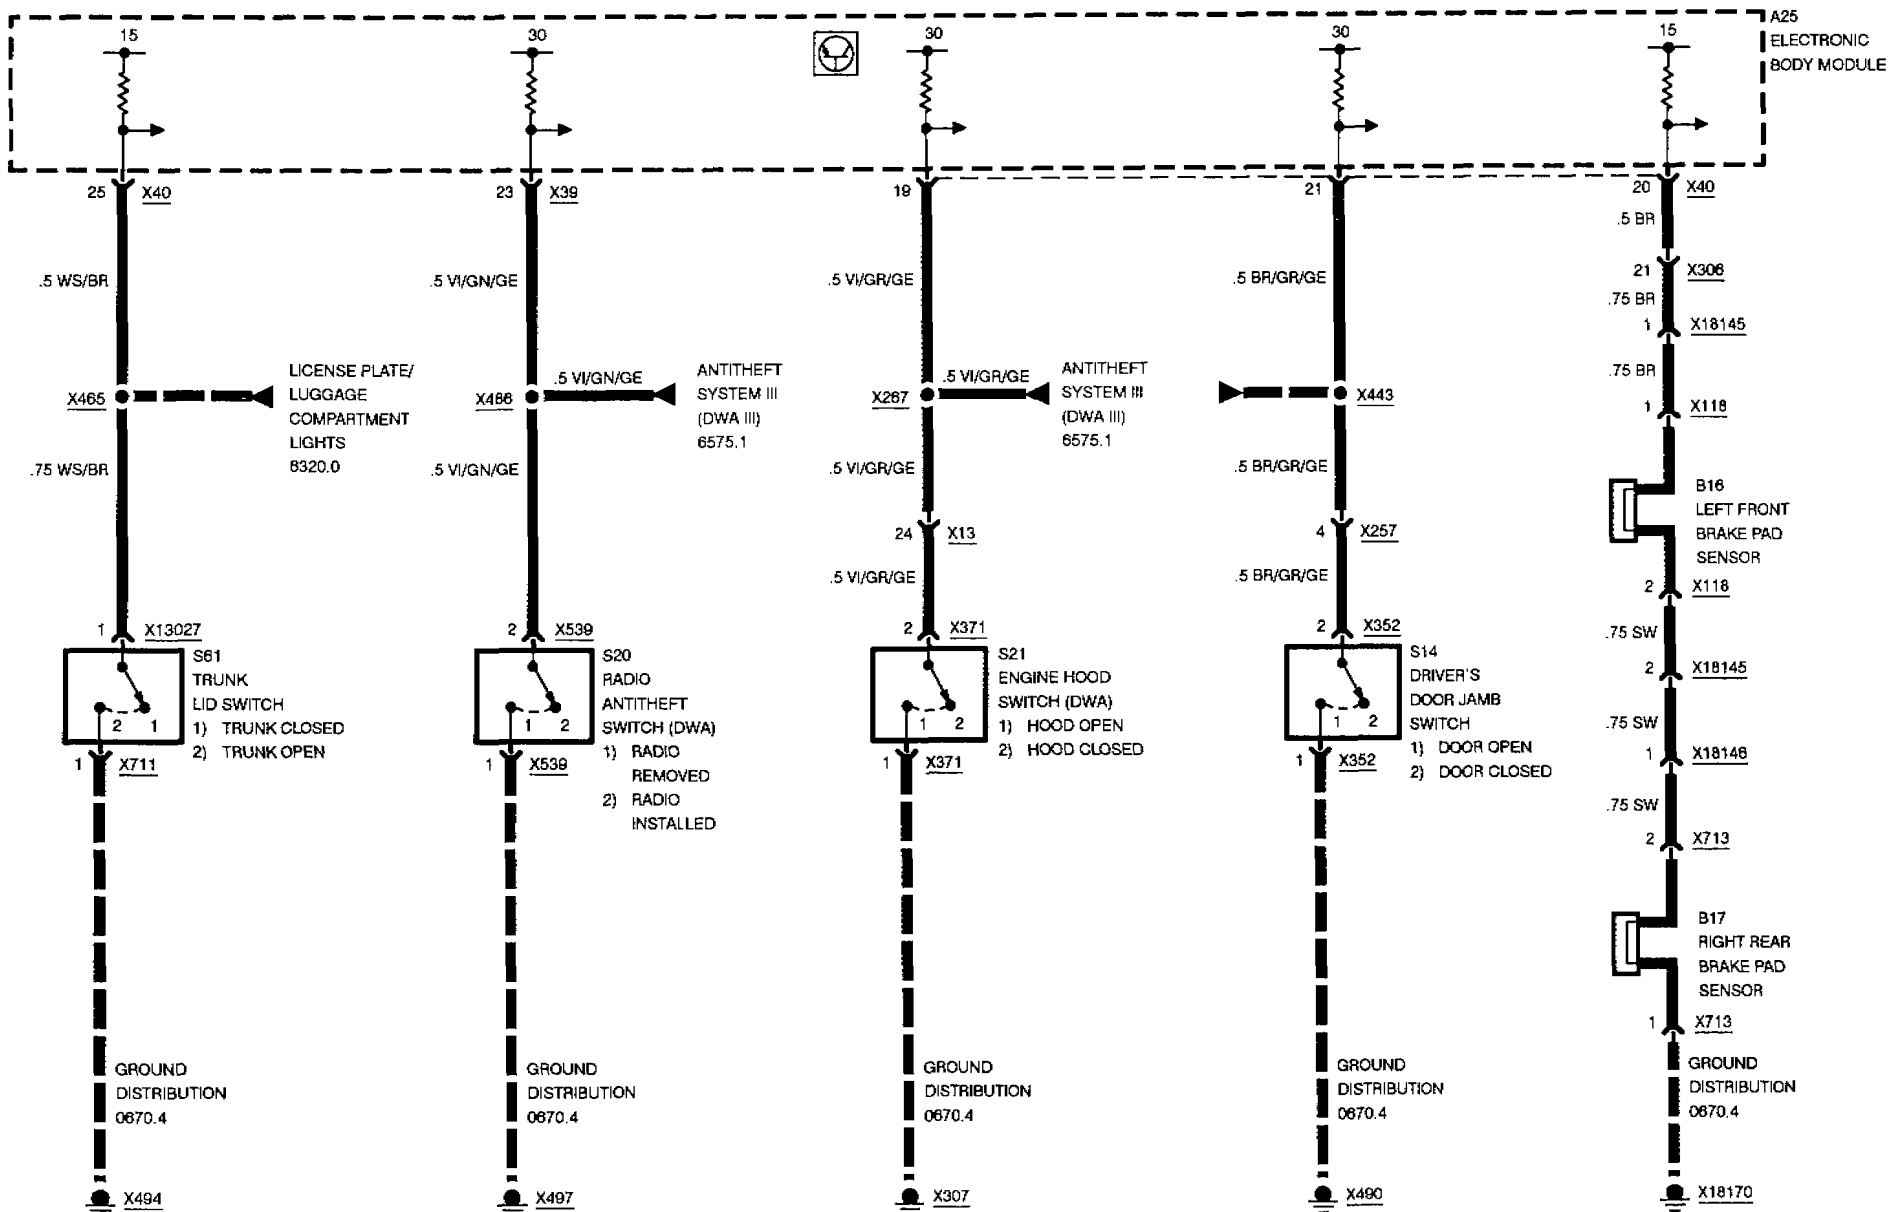 A25
ELECTRONIC
BODY MODULE
15
30
30
30
15
25 X40
23 X39
19
21
20 X40
.5 BR
.5 WS/BR
.5 VI/GN/GE
.5 VI/GR/GE
.5 BR/GR/GE
21 X306
.75 BR
1 X18145
.75 BR
1 X118
X465
LICENSE PLATE/
LUGGAGE
COMPARTMENT
LIGHTS
6320.0
X486
.5 VI/GN/GE
ANTITHEFT
SYSTEM III
(DWA III)
6575.1
X267
.5 VI/GR/GE
ANTITHEFT
SYSTEM III
(DWA III)
6575.1
X443
.75 WS/BR
.5 VI/GN/GE
.5 VI/GR/GE
.5 BR/GR/GE
24 X13
4 X257
.5 VI/GR/GE
.5 BR/GR/GE
B16
LEFT FRONT
BRAKE PAD
SENSOR
2 X118
.75 SW
2 X18145
.75 SW
1 X18146
.75 SW
2 X713
1 X13027
S61
TRUNK
LID SWITCH
1) TRUNK CLOSED
2) TRUNK OPEN
2 1
1 X711
2 X539
S20
RADIO
ANTITHEFT
SWITCH (DWA)
1) RADIO
REMOVED
2) RADIO
INSTALLED
1 2
1 X539
2 X371
S21
ENGINE HOOD
SWITCH (DWA)
1) HOOD OPEN
2) HOOD CLOSED
1 2
1 X371
2 X352
S14
DRIVER'S
DOOR JAMB
SWITCH
1) DOOR OPEN
2) DOOR CLOSED
1 2
1 X352
B17
RIGHT REAR
BRAKE PAD
SENSOR
1 X713
GROUND
DISTRIBUTION
0670.4
GROUND
DISTRIBUTION
0670.4
GROUND
DISTRIBUTION
0670.4
GROUND
DISTRIBUTION
0670.4
GROUND
DISTRIBUTION
0670.4
X494
X497
X307
X490
X18170